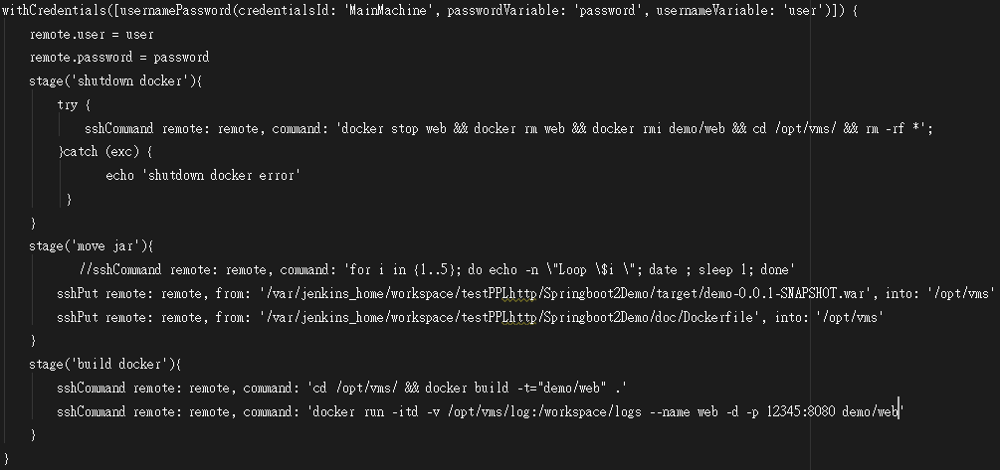 withCredentials([usernamePassword(credentialsId: 'MainMachine', passwordVariable: 'password', usernameVariable: 'user')]) {
remote.user = user
remote.password = password
stage('shutdown docker'){
try {
sshCommand remote: remote, command: 'docker stop web && docker rm web && docker rmi demo/web && cd /opt/vms/ && rm -rf *';
}catch (exc) {
echo 'shutdown docker error'
}
}
stage('move jar'){
//sshCommand remote: remote, command: 'for i in {1..5}; do echo -n \"Loop \$i \"; date ; sleep 1; done'
sshPut remote: remote, from: '/var/jenkins_home/workspace/testPPLhttp/Springboot2Demo/target/demo-0.0.1-SNAPSHOT.war', into: '/opt/vms'
sshPut remote: remote, from: '/var/jenkins_home/workspace/testPPLhttp/Springboot2Demo/doc/Dockerfile', into: '/opt/vms'
}
stage('build docker'){
sshCommand remote: remote, command: 'cd /opt/vms/ && docker build -t="demo/web" .'
sshCommand remote: remote, command: 'docker run -itd -v /opt/vms/log:/workspace/logs --name web -d -p 12345:8080 demo/web'
}
}